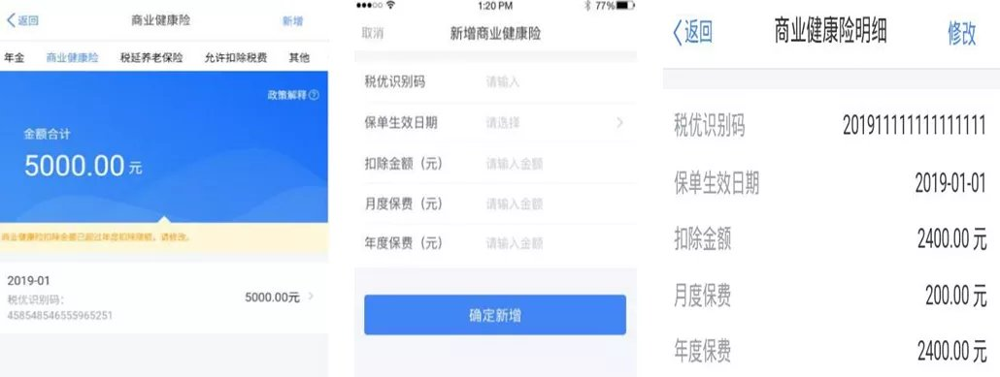 返回 商业健康险 新增
年金 商业健康险 税延养老保险 允许扣除税费 其他
政策解释?
金额合计
5000.00 元
商业健康险扣除金额已超过年度扣除限额，请修改。
2019-01
税优识别码：
458548546555965251
5000.00元
1:20 PM 77%
取消 新增商业健康险
税优识别码 请输入
保单生效日期 请选择
扣除金额（元） 请输入金额
月度保费（元） 请输入金额
年度保费（元） 请输入金额
确定新增
返回 商业健康险明细 修改
税优识别码 201911111111111111
保单生效日期 2019-01-01
扣除金额 2400.00 元
月度保费 200.00 元
年度保费 2400.00 元